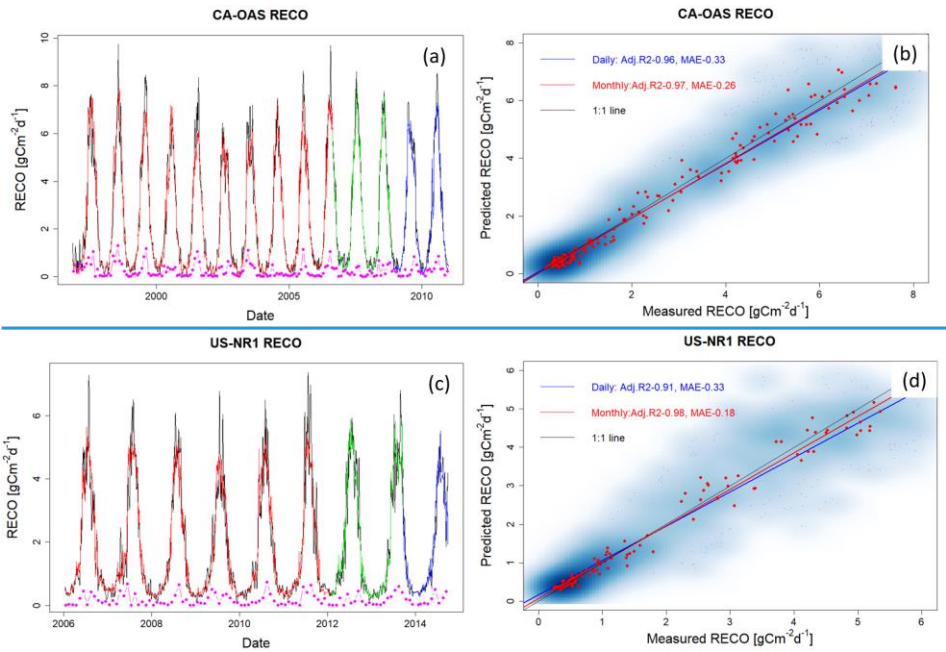 CA-OAS RECO
(a)
RECO [gCm⁻²d⁻¹]
10
8
6
4
2
0
2000 2005 2010
Date
CA-OAS RECO
(b)
Daily: Adj.R2-0.96, MAE-0.33
Monthly:Adj.R2-0.97, MAE-0.26
1:1 line
Predicted RECO [gCm⁻²d⁻¹]
8
6
4
2
0
0 2 4 6 8
Measured RECO [gCm⁻²d⁻¹]
US-NR1 RECO
(c)
RECO [gCm⁻²d⁻¹]
6
4
2
0
2006 2008 2010 2012 2014
Date
US-NR1 RECO
(d)
Daily: Adj.R2-0.91, MAE-0.33
Monthly:Adj.R2-0.98, MAE-0.18
1:1 line
Predicted RECO [gCm⁻²d⁻¹]
6
5
4
3
2
1
0
0 1 2 3 4 5 6
Measured RECO [gCm⁻²d⁻¹]